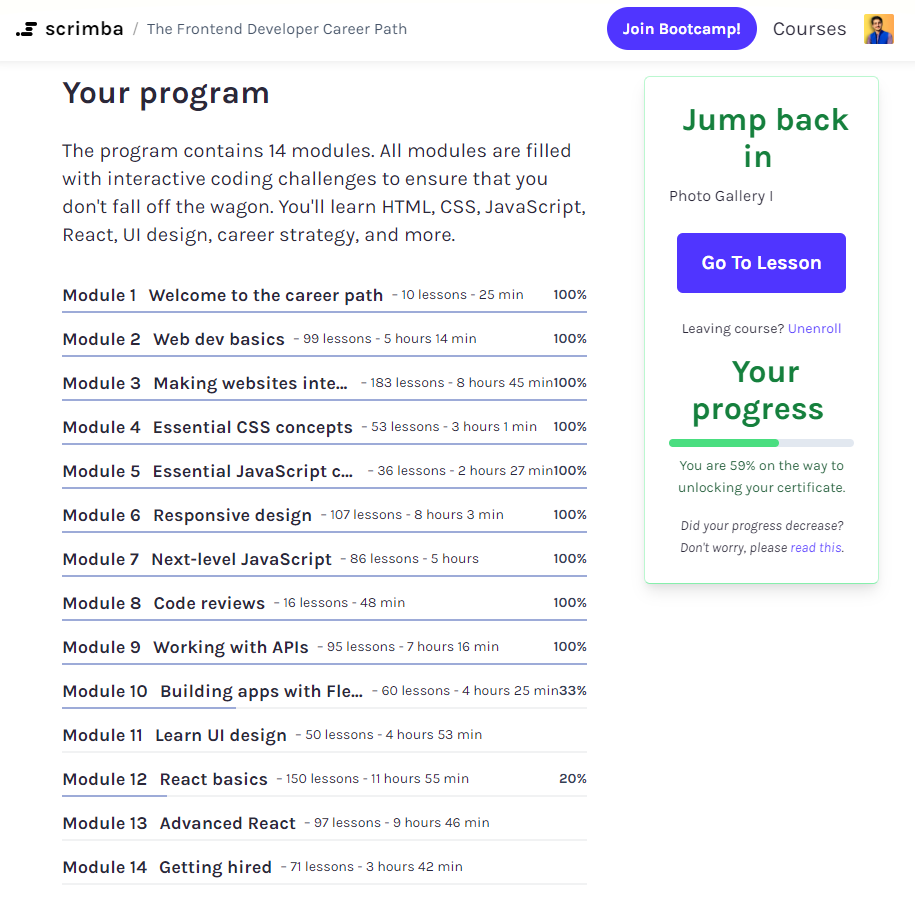 scrimba / The Frontend Developer Career Path
Join Bootcamp! Courses
Your program
The program contains 14 modules. All modules are filled
with interactive coding challenges to ensure that you
don't fall off the wagon. You'll learn HTML, CSS, JavaScript,
React, UI design, career strategy, and more.
Module 1 Welcome to the career path - 10 lessons - 25 min 100%
Module 2 Web dev basics - 99 lessons - 5 hours 14 min 100%
Module 3 Making websites inte... - 183 lessons - 8 hours 45 min100%
Module 4 Essential CSS concepts - 53 lessons - 3 hours 1 min 100%
Module 5 Essential JavaScript c... - 36 lessons - 2 hours 27 min100%
Module 6 Responsive design - 107 lessons - 8 hours 3 min 100%
Module 7 Next-level JavaScript - 86 lessons - 5 hours 100%
Module 8 Code reviews - 16 lessons - 48 min 100%
Module 9 Working with APIs - 95 lessons - 7 hours 16 min 100%
Module 10 Building apps with Fle... - 60 lessons - 4 hours 25 min33%
Module 11 Learn UI design - 50 lessons - 4 hours 53 min
Module 12 React basics - 150 lessons - 11 hours 55 min 20%
Module 13 Advanced React - 97 lessons - 9 hours 46 min
Module 14 Getting hired - 71 lessons - 3 hours 42 min
Jump back
in
Photo Gallery I
Go To Lesson
Leaving course? Unenroll
Your
progress
You are 59% on the way to
unlocking your certificate.
Did your progress decrease?
Don't worry, please read this.